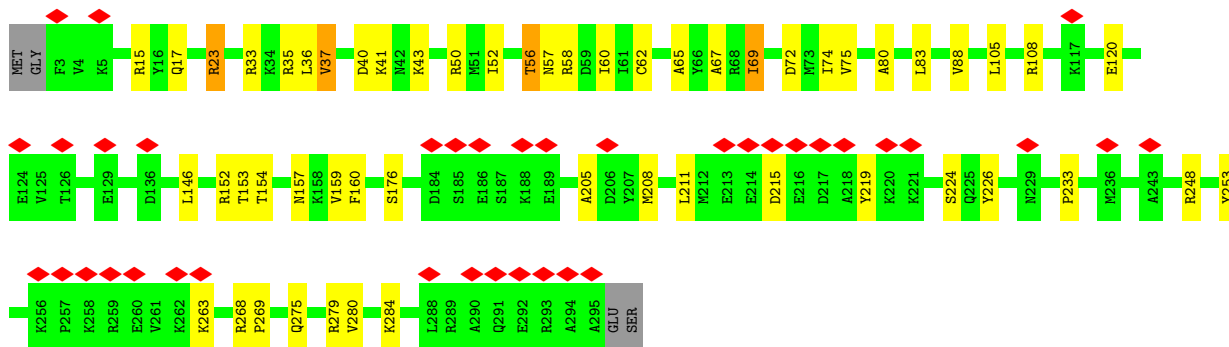 MET GLY F3 V4 K5 R15 Y16 Q17 R23 R33 K34 R35 L36 V37 D40 K41 N42 K43 R50 M51 I52 T56 N57 R58 D59 I60 I61 C62 A65 Y66 A67 R68 I69 D72 M73 I74 V75 A80 L83 V88 L105 R108 K117 E120
E124 V125 T126 E129 D136 L146 R152 T153 T154 N157 K158 V159 F160 S176 D184 S185 E186 S187 K188 E189 A205 D206 Y207 M208 L211 M212 E213 E214 D215 E216 D217 A218 Y219 K220 K221 S224 Q225 Y226 N229 P233 M236 A243 R248 Y253
K256 P257 K258 R259 E260 V261 K262 K263 R268 P269 Q275 R279 V280 K284 L288 R289 A290 Q291 E292 R293 A294 A295 GLU SER